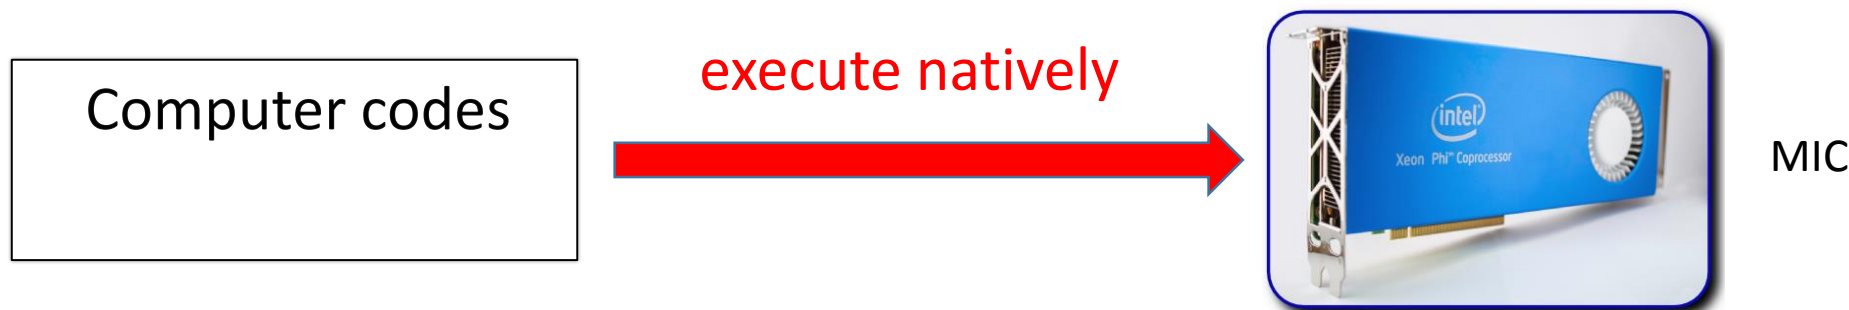 Computer codes
execute natively
intel
Xeon Phi™ Coprocessor
MIC